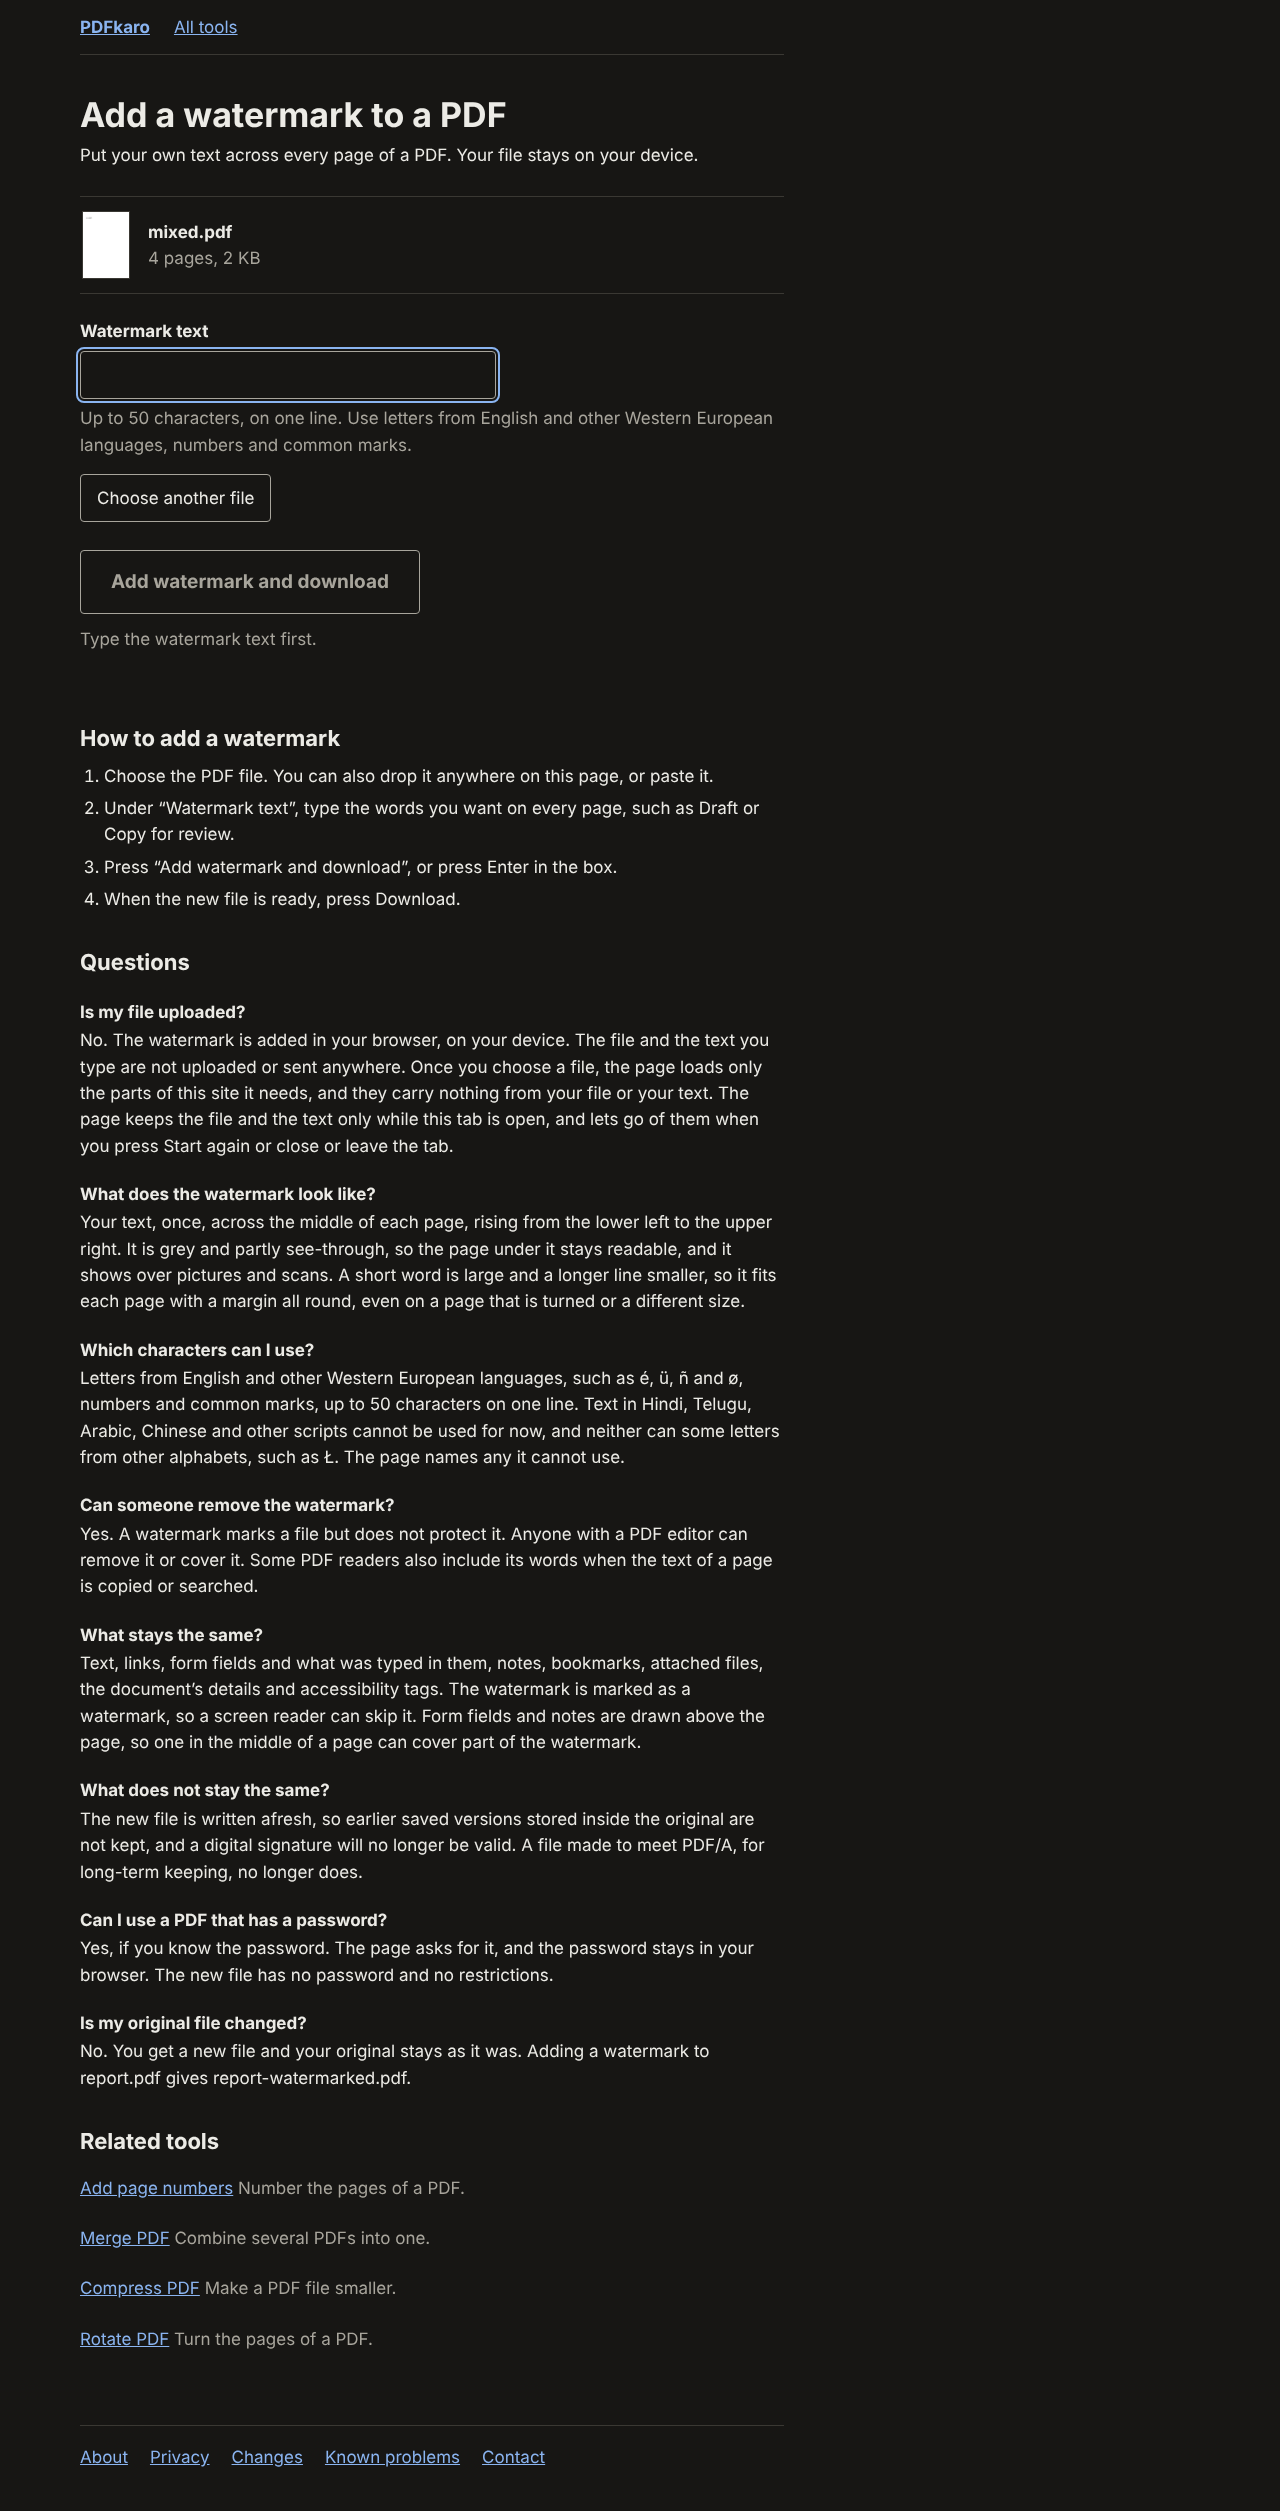 PDFkaro All tools
Add a watermark to a PDF
Put your own text across every page of a PDF. Your file stays on your device.
mixed.pdf
4 pages, 2 KB
Watermark text
Up to 50 characters, on one line. Use letters from English and other Western European
languages, numbers and common marks.
Choose another file
Add watermark and download
Type the watermark text first.
How to add a watermark
1. Choose the PDF file. You can also drop it anywhere on this page, or paste it.
2. Under “Watermark text”, type the words you want on every page, such as Draft or
Copy for review.
3. Press “Add watermark and download”, or press Enter in the box.
4. When the new file is ready, press Download.
Questions
Is my file uploaded?
No. The watermark is added in your browser, on your device. The file and the text you
type are not uploaded or sent anywhere. Once you choose a file, the page loads only
the parts of this site it needs, and they carry nothing from your file or your text. The
page keeps the file and the text only while this tab is open, and lets go of them when
you press Start again or close or leave the tab.
What does the watermark look like?
Your text, once, across the middle of each page, rising from the lower left to the upper
right. It is grey and partly see-through, so the page under it stays readable, and it
shows over pictures and scans. A short word is large and a longer line smaller, so it fits
each page with a margin all round, even on a page that is turned or a different size.
Which characters can I use?
Letters from English and other Western European languages, such as é, ü, ñ and ø,
numbers and common marks, up to 50 characters on one line. Text in Hindi, Telugu,
Arabic, Chinese and other scripts cannot be used for now, and neither can some letters
from other alphabets, such as Ł. The page names any it cannot use.
Can someone remove the watermark?
Yes. A watermark marks a file but does not protect it. Anyone with a PDF editor can
remove it or cover it. Some PDF readers also include its words when the text of a page
is copied or searched.
What stays the same?
Text, links, form fields and what was typed in them, notes, bookmarks, attached files,
the document’s details and accessibility tags. The watermark is marked as a
watermark, so a screen reader can skip it. Form fields and notes are drawn above the
page, so one in the middle of a page can cover part of the watermark.
What does not stay the same?
The new file is written afresh, so earlier saved versions stored inside the original are
not kept, and a digital signature will no longer be valid. A file made to meet PDF/A, for
long-term keeping, no longer does.
Can I use a PDF that has a password?
Yes, if you know the password. The page asks for it, and the password stays in your
browser. The new file has no password and no restrictions.
Is my original file changed?
No. You get a new file and your original stays as it was. Adding a watermark to
report.pdf gives report-watermarked.pdf.
Related tools
Add page numbers Number the pages of a PDF.
Merge PDF Combine several PDFs into one.
Compress PDF Make a PDF file smaller.
Rotate PDF Turn the pages of a PDF.
About Privacy Changes Known problems Contact